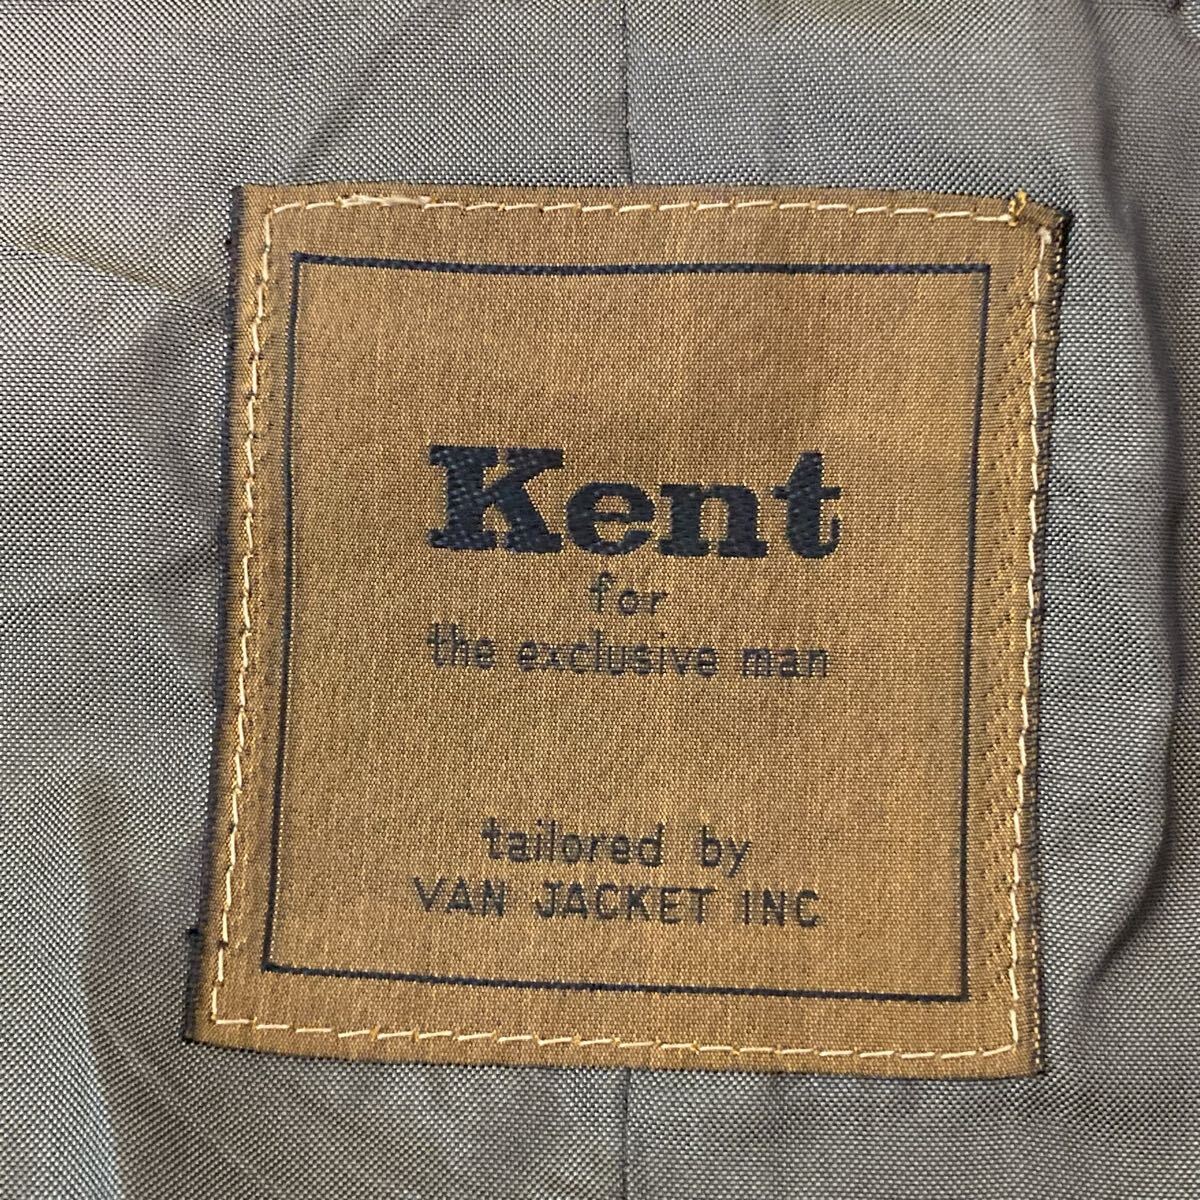 Kent
for
the exclusive man
tailored by
VAN JACKET INC